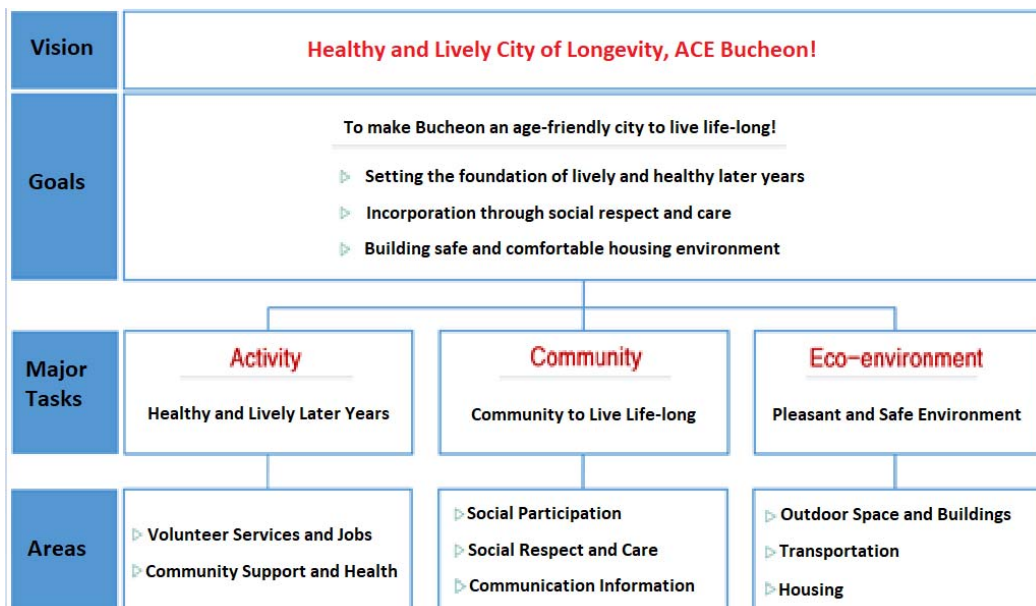 Vision
Healthy and Lively City of Longevity, ACE Bucheon!
Goals
To make Bucheon an age-friendly city to live life-long!
Setting the foundation of lively and healthy later years
Incorporation through social respect and care
Building safe and comfortable housing environment
Major
Tasks
Activity
Healthy and Lively Later Years
Community
Community to Live Life-long
Eco-environment
Pleasant and Safe Environment
Areas
Volunteer Services and Jobs
Community Support and Health
Social Participation
Social Respect and Care
Communication Information
Outdoor Space and Buildings
Transportation
Housing